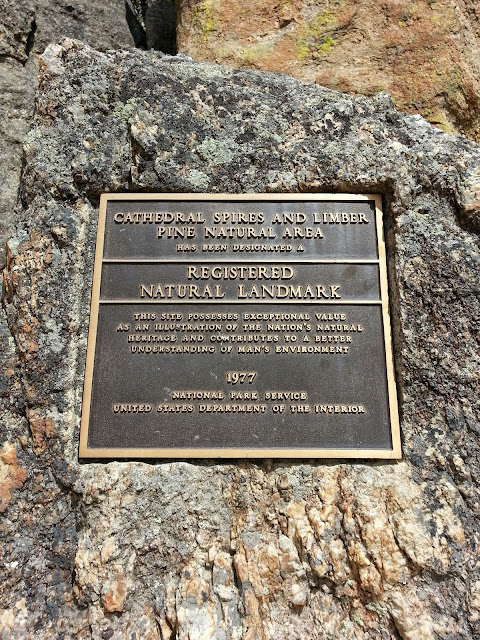 CATHEDRAL SPIRES AND LIMBER
PINE NATURAL AREA
HAS BEEN DESIGNATED A
REGISTERED
NATURAL LANDMARK
THIS SITE POSSESSES EXCEPTIONAL VALUE
AS AN ILLUSTRATION OF THE NATION'S NATURAL
HERITAGE AND CONTRIBUTES TO A BETTER
UNDERSTANDING OF MAN'S ENVIRONMENT
1977
NATIONAL PARK SERVICE
UNITED STATES DEPARTMENT OF THE INTERIOR